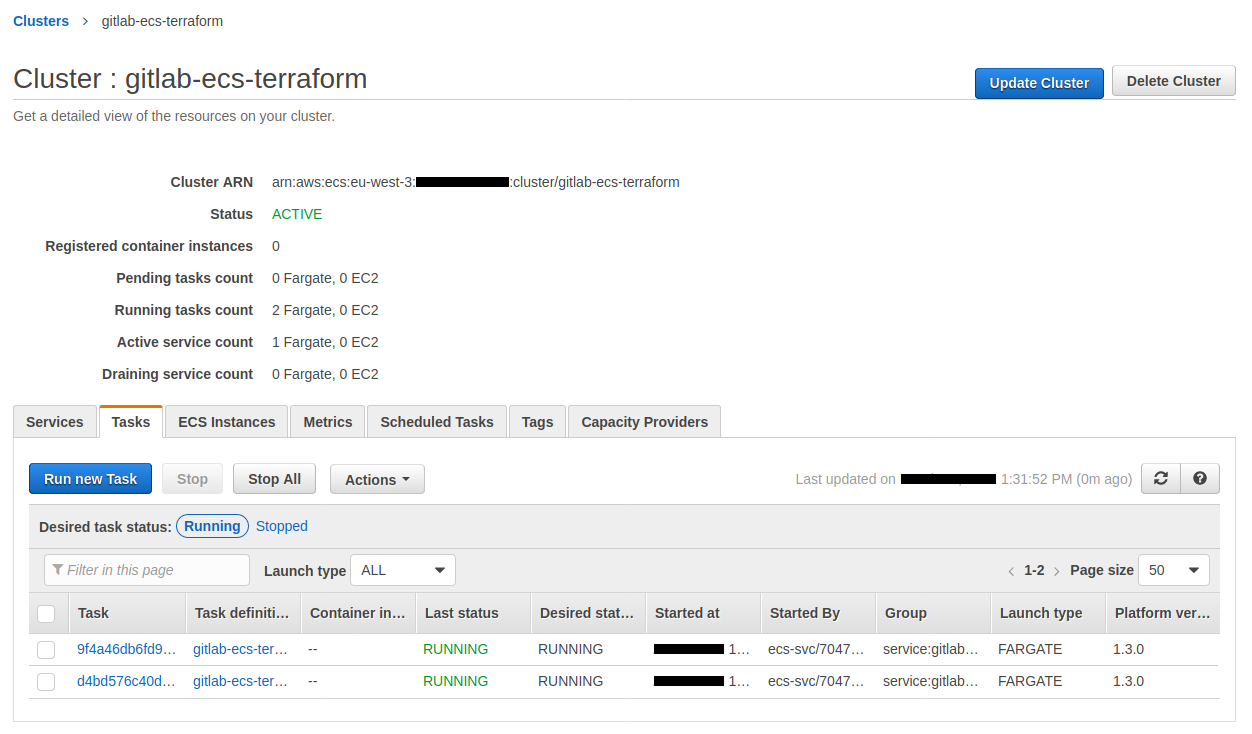 Clusters > gitlab-ecs-terraform
Cluster : gitlab-ecs-terraform
Update Cluster Delete Cluster
Get a detailed view of the resources on your cluster.
Cluster ARN arn:aws:ecs:eu-west-3: :cluster/gitlab-ecs-terraform
Status ACTIVE
Registered container instances 0
Pending tasks count 0 Fargate, 0 EC2
Running tasks count 2 Fargate, 0 EC2
Active service count 1 Fargate, 0 EC2
Draining service count 0 Fargate, 0 EC2
Services Tasks ECS Instances Metrics Scheduled Tasks Tags Capacity Providers
Run new Task Stop Stop All Actions Last updated on 1:31:52 PM (0m ago)
Desired task status: Running Stopped
Filter in this page Launch type ALL < 1-2 > Page size 50
Task Task definiti... Container in... Last status Desired stat... Started at Started By Group Launch type Platform ver...
9f4a46db6fd9... gitlab-ecs-ter... -- RUNNING RUNNING 1... ecs-svc/7047... service:gitlab... FARGATE 1.3.0
d4bd576c40d... gitlab-ecs-ter... -- RUNNING RUNNING 1... ecs-svc/7047... service:gitlab... FARGATE 1.3.0